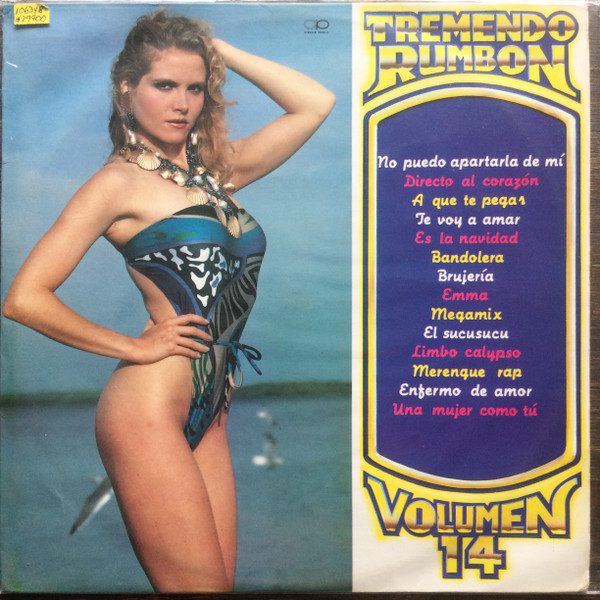 TREMENDO
RUMBON
No puedo apartarla de mí
Directo al corazón
A que te pegas
Te voy a amar
Es la navidad
Bandolera
Brujería
Emma
Megamix
El sucusucu
Limbo calypso
Merengue rap
Enfermo de amor
Una mujer como tú
VOLUMEN
14